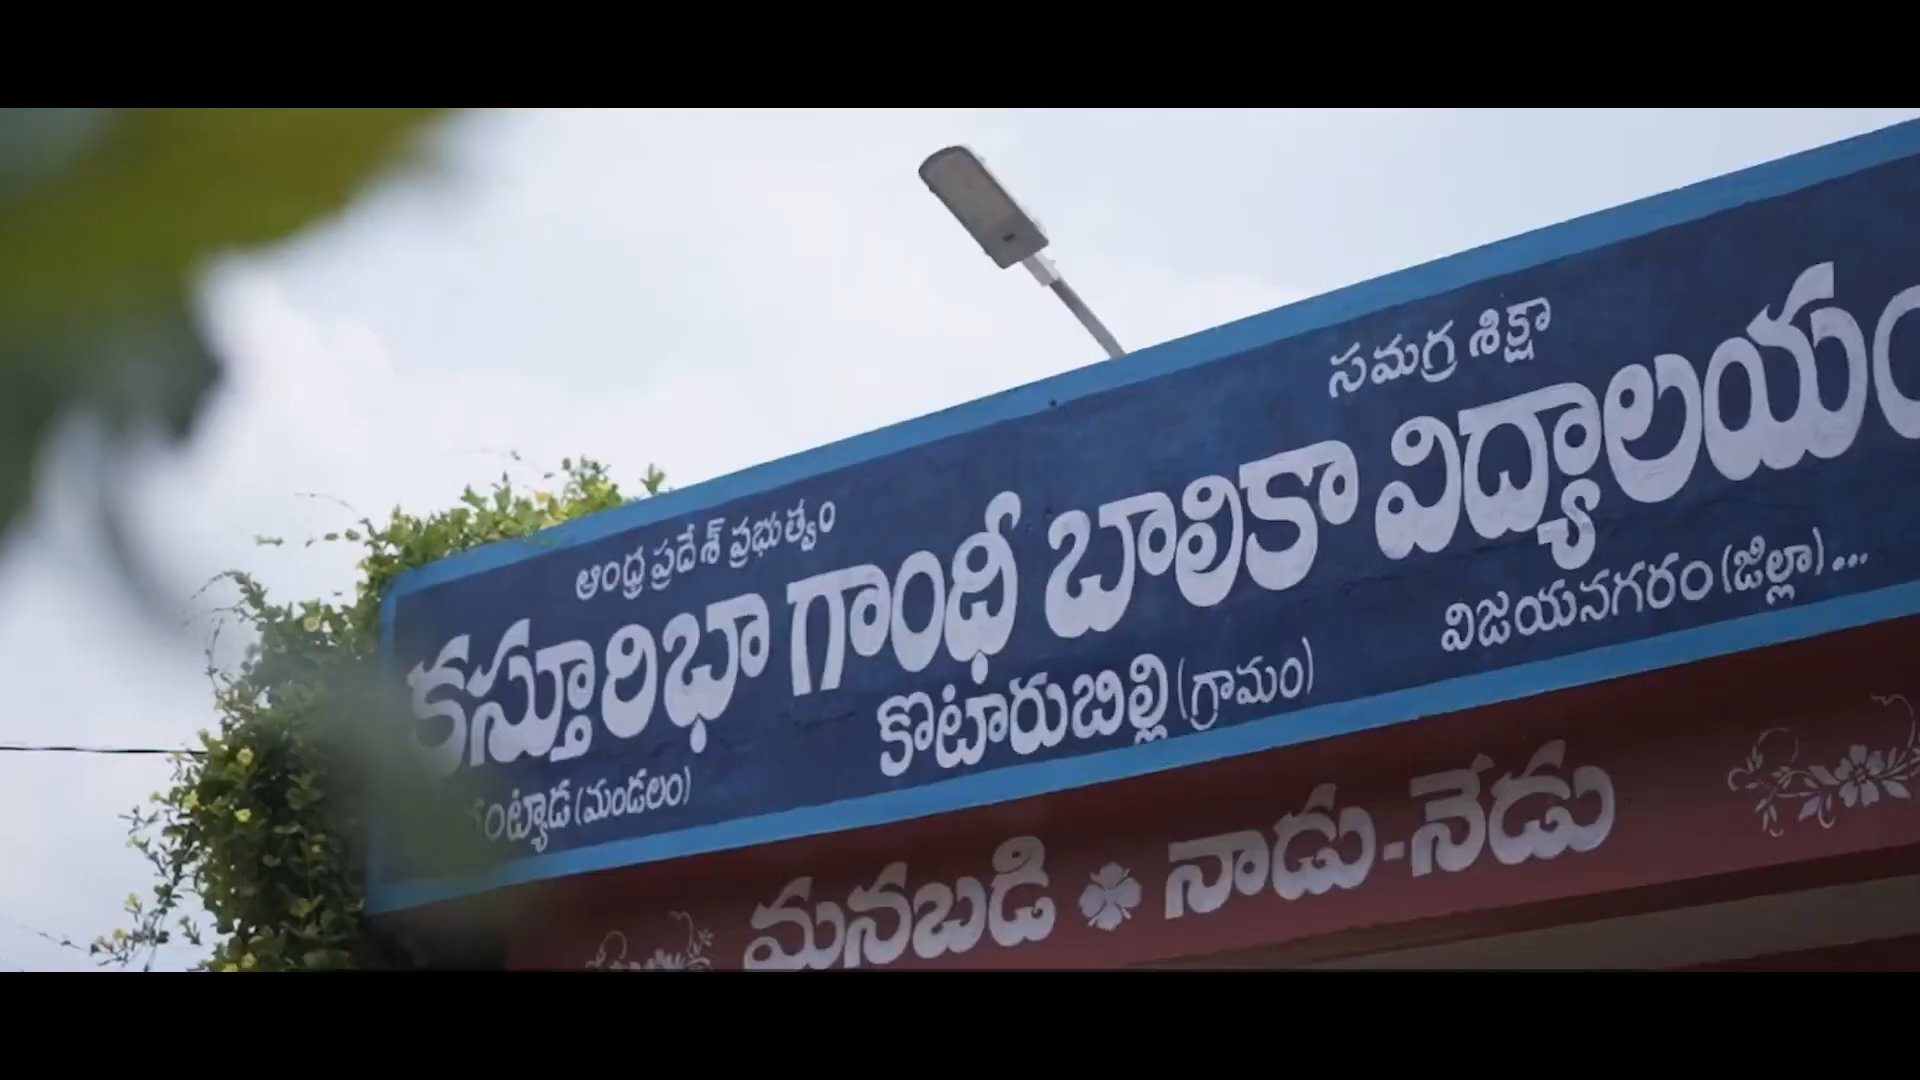 ఆంధ్ర ప్రదేశ్ ప్రభుత్వం సమగ్ర శిక్షా
కస్తూరిభా గాంధీ బాలికా విద్యాలయం
(మండలం) కొటారుబిల్లి (గ్రామం) విజయనగరం (జిల్లా)...
మనబడి నాడు-నేడు